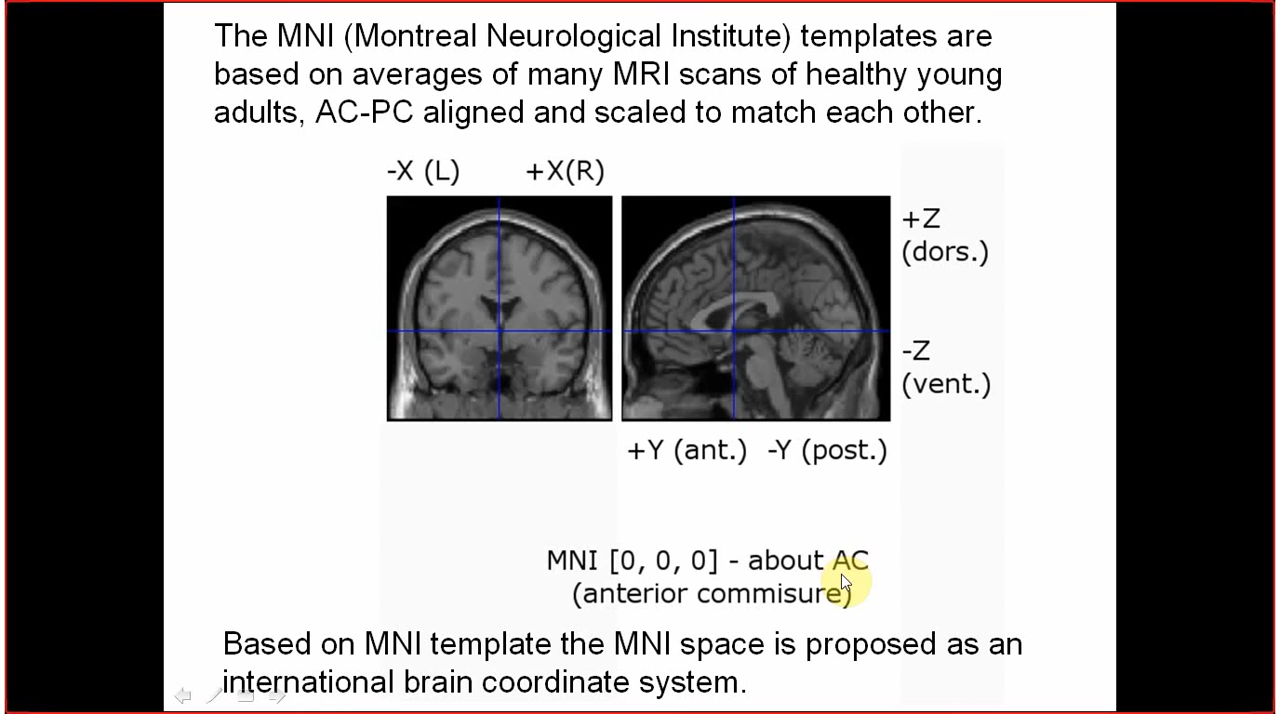 The MNI (Montreal Neurological Institute) templates are
based on averages of many MRI scans of healthy young
adults, AC-PC aligned and scaled to match each other.
-X (L) +X(R)
+Z
(dors.)
-Z
(vent.)
+Y (ant.) -Y (post.)
MNI [0, 0, 0] - about AC
(anterior commisure)
Based on MNI template the MNI space is proposed as an
international brain coordinate system.